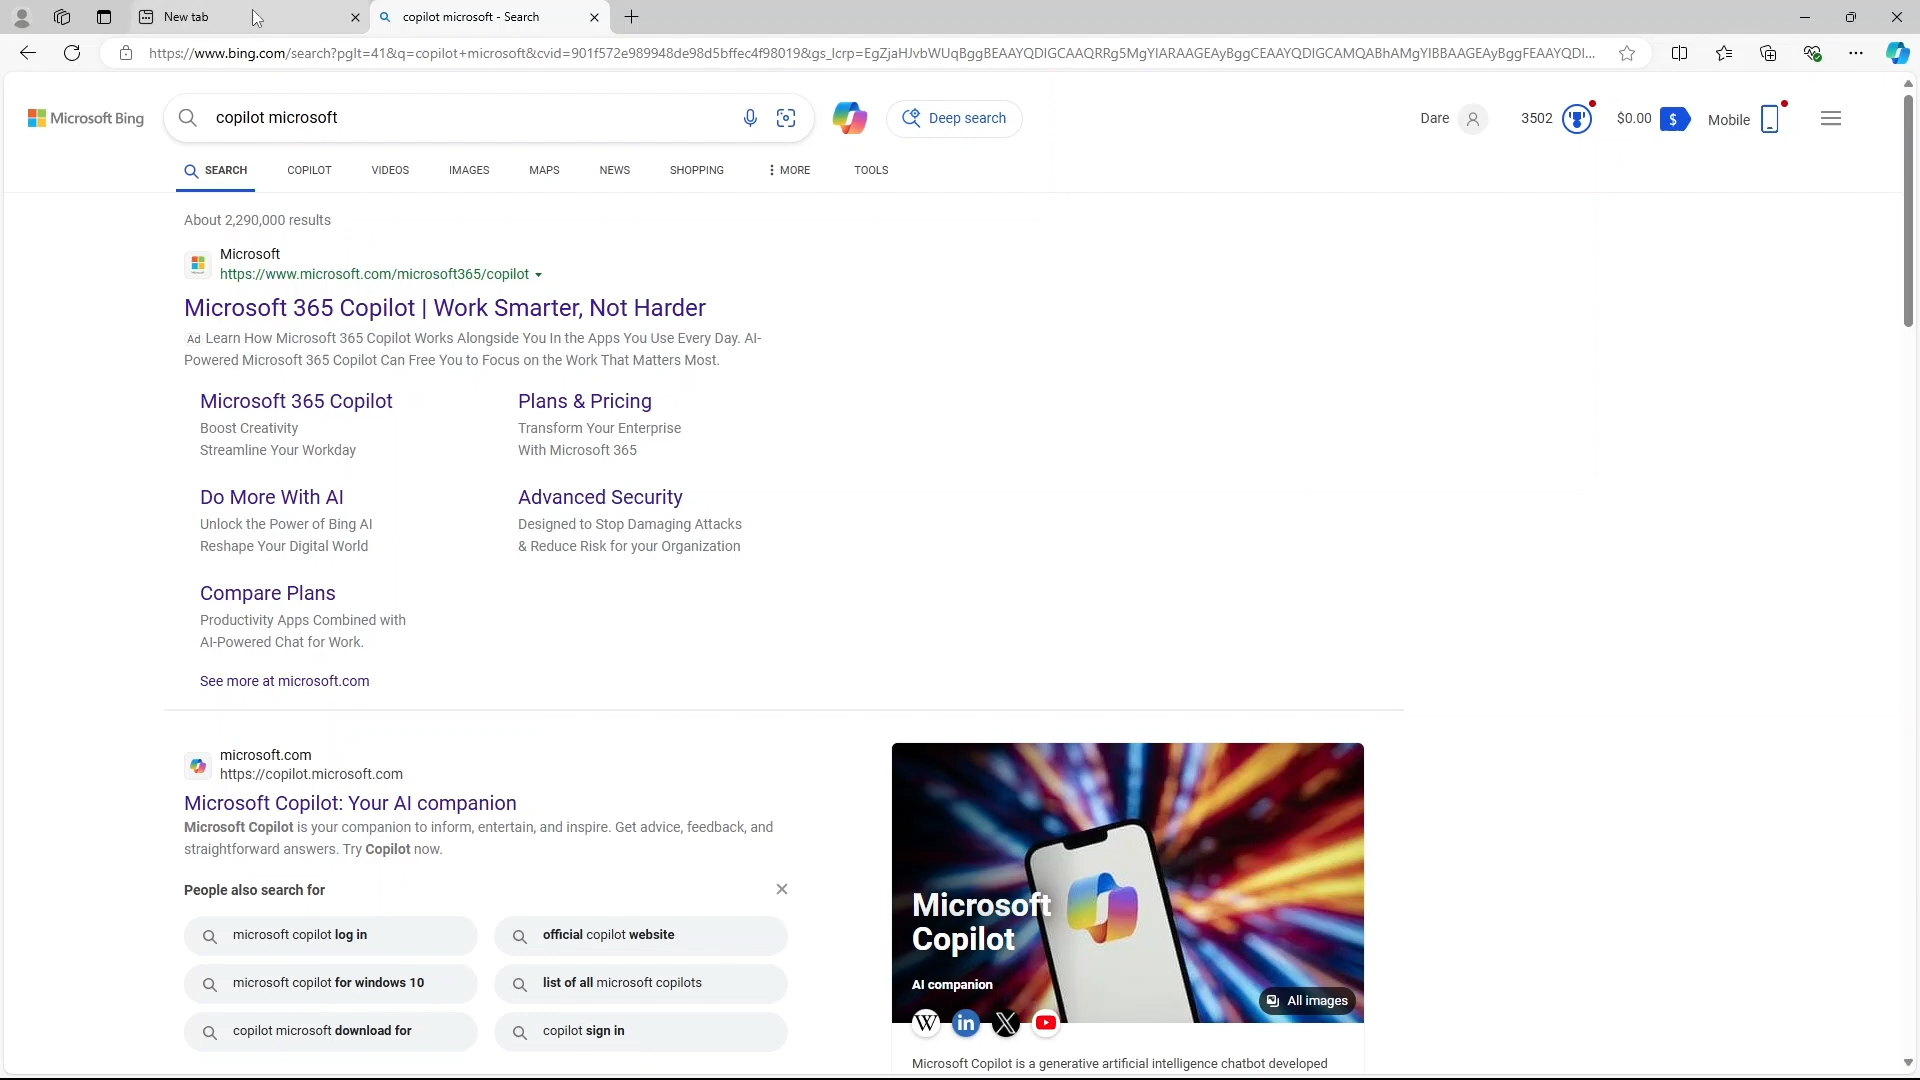 New tab
copilot microsoft - Search
https://www.bing.com/search?pglt=41&q=copilot+microsoft&cvid=901f572e989948de98d5bffec4f98019&gs_lcrp=EgZjaHJvbWUqBggBEAAYQDIGCAAQRRg5MgYIARAAGEAyBggCEAAYQDIGCAMQABhAMgYIBBAAGEAyBggFEAAYQDI...
Microsoft Bing
copilot microsoft
Deep search
Dare
3502
$0.00
$
Mobile
SEARCH
COPILOT
VIDEOS
IMAGES
MAPS
NEWS
SHOPPING
MORE
TOOLS
About 2,290,000 results
Microsoft
https://www.microsoft.com/microsoft365/copilot
Microsoft 365 Copilot | Work Smarter, Not Harder
Ad Learn How Microsoft 365 Copilot Works Alongside You In the Apps You Use Every Day. AI-
Powered Microsoft 365 Copilot Can Free You to Focus on the Work That Matters Most.
Microsoft 365 Copilot
Boost Creativity
Streamline Your Workday
Plans & Pricing
Transform Your Enterprise
With Microsoft 365
Do More With AI
Unlock the Power of Bing AI
Reshape Your Digital World
Advanced Security
Designed to Stop Damaging Attacks
& Reduce Risk for your Organization
Compare Plans
Productivity Apps Combined with
AI-Powered Chat for Work.
See more at microsoft.com
microsoft.com
https://copilot.microsoft.com
Microsoft Copilot: Your AI companion
Microsoft Copilot is your companion to inform, entertain, and inspire. Get advice, feedback, and
straightforward answers. Try Copilot now.
People also search for
microsoft copilot log in
official copilot website
microsoft copilot for windows 10
list of all microsoft copilots
copilot microsoft download for
copilot sign in
Microsoft
Copilot
AI companion
All images
W
in
X
Microsoft Copilot is a generative artificial intelligence chatbot developed